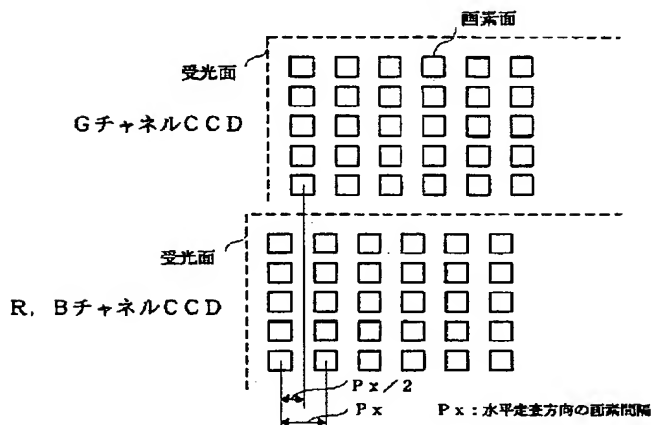 画素面
受光面
GチャネルCCD
受光面
R, BチャネルCCD
Px/2
Px
Px:水平走査方向の画素間隔